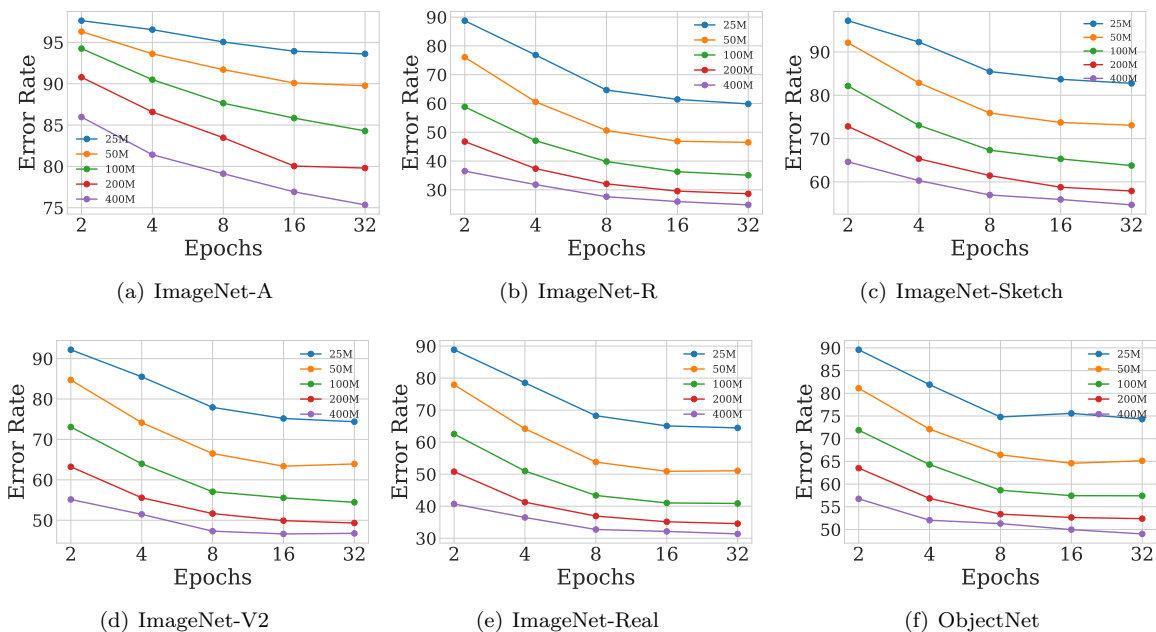 95
90
85
80
75
Error Rate
25M
50M
100M
200M
400M
2 4 8 16 32
Epochs
(a) ImageNet-A
90
80
70
60
50
40
30
Error Rate
25M
50M
100M
200M
400M
2 4 8 16 32
Epochs
(b) ImageNet-R
90
80
70
60
Error Rate
25M
50M
100M
200M
400M
2 4 8 16 32
Epochs
(c) ImageNet-Sketch
90
80
70
60
50
Error Rate
25M
50M
100M
200M
400M
2 4 8 16 32
Epochs
(d) ImageNet-V2
90
80
70
60
50
40
30
Error Rate
25M
50M
100M
200M
400M
2 4 8 16 32
Epochs
(e) ImageNet-Real
90
85
80
75
70
65
60
55
50
Error Rate
25M
50M
100M
200M
400M
2 4 8 16 32
Epochs
(f) ObjectNet